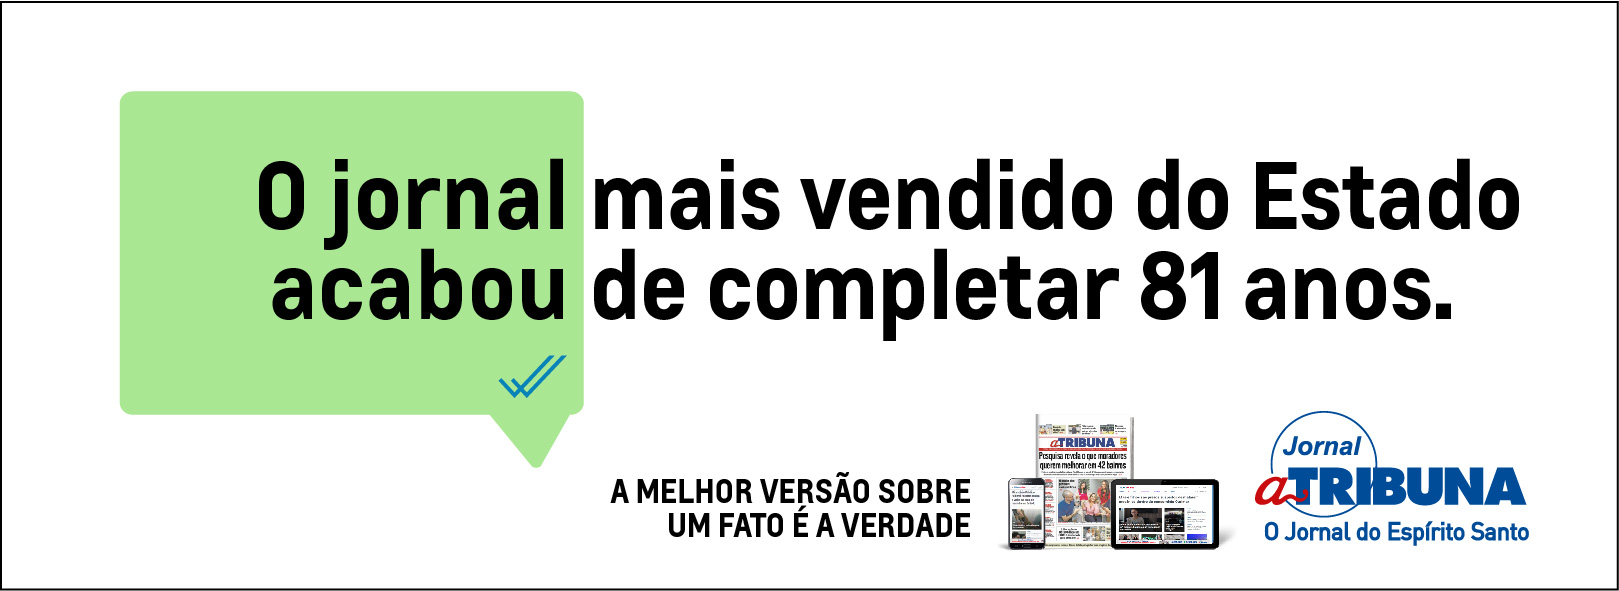 O jornal mais vendido do Estado
acabou de completar 81 anos.
A MELHOR VERSÃO SOBRE
UM FATO É A VERDADE
aTRIBUNA
Pesquisa revela o que moradores
querem melhorar em 42 bairros
Jornal
aTRIBUNA
O Jornal do Espírito Santo